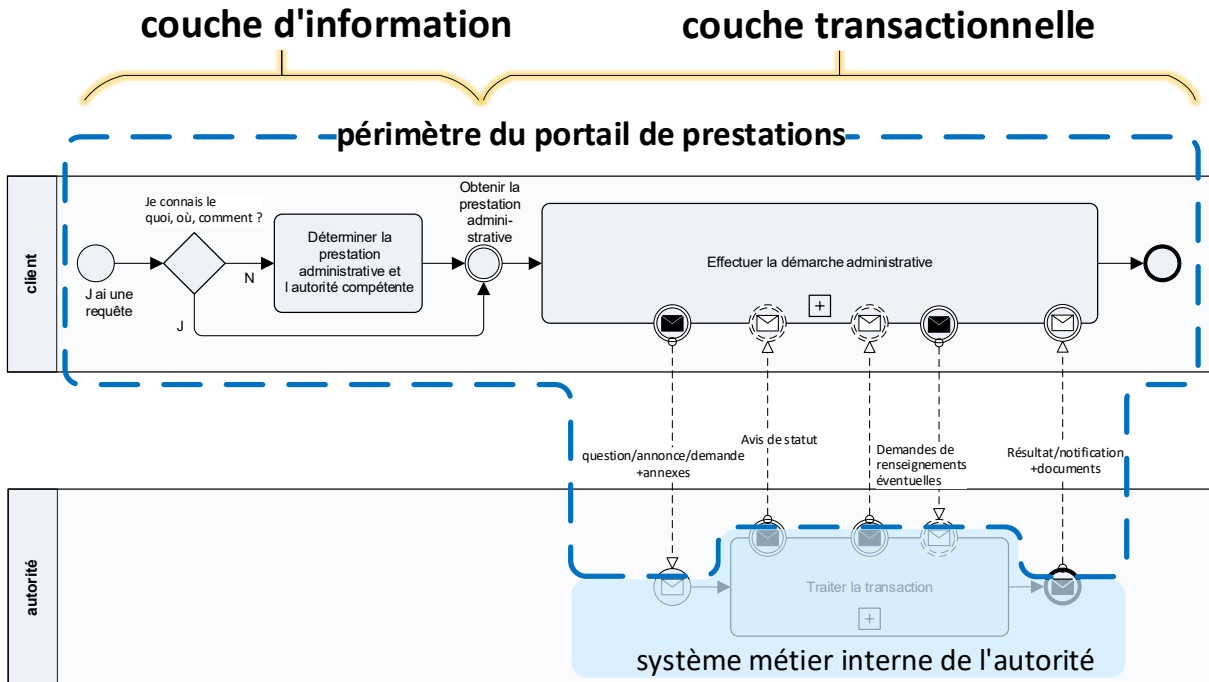 couche d'information
couche transactionnelle
périmètre du portail de prestations
client
Je connais le
quoi, où, comment ?
Obtenir la
prestation
admini-
strative
Déterminer la
prestation
administrative et
l autorité compétente
Effectuer la démarche administrative
N
J ai une
requête
J
question/annonce/demande
+annexes
Avis de statut
Demandes de
renseignements
éventuelles
Résultat/notification
+documents
autorité
Traiter la transaction
système métier interne de l'autorité